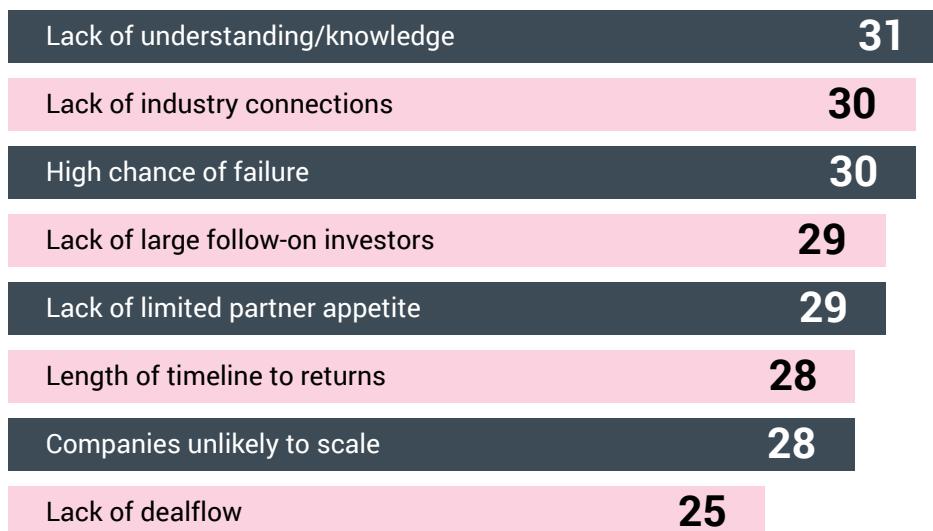 Lack of understanding/knowledge 31
Lack of industry connections 30
High chance of failure 30
Lack of large follow-on investors 29
Lack of limited partner appetite 29
Length of timeline to returns 28
Companies unlikely to scale 28
Lack of dealflow 25